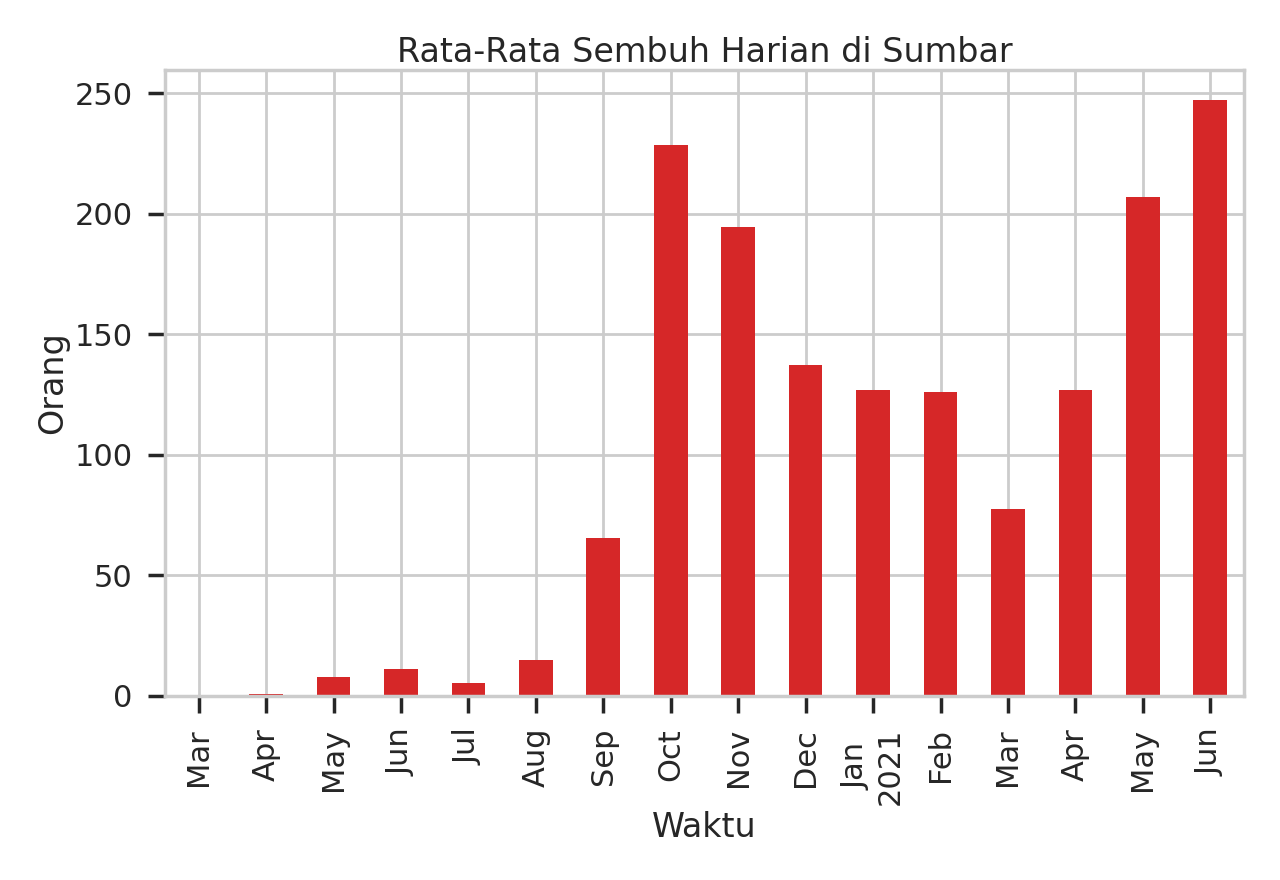 Rata-Rata Sembuh Harian di Sumbar
250
200
150
100
50
0
Orang
Mar
Apr
May
Jun
Jul
Aug
Sep
Oct
Nov
Dec
Jan
2021
Feb
Mar
Apr
May
Jun
Waktu